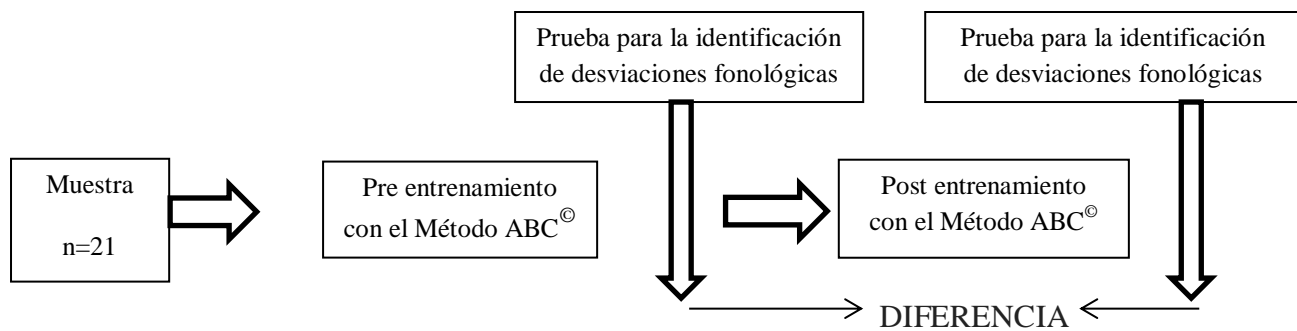 Prueba para la identificación
de desviaciones fonológicas
Prueba para la identificación
de desviaciones fonológicas
Muestra
n=21
Pre entrenamiento
con el Método ABC©
Post entrenamiento
con el Método ABC©
DIFERENCIA